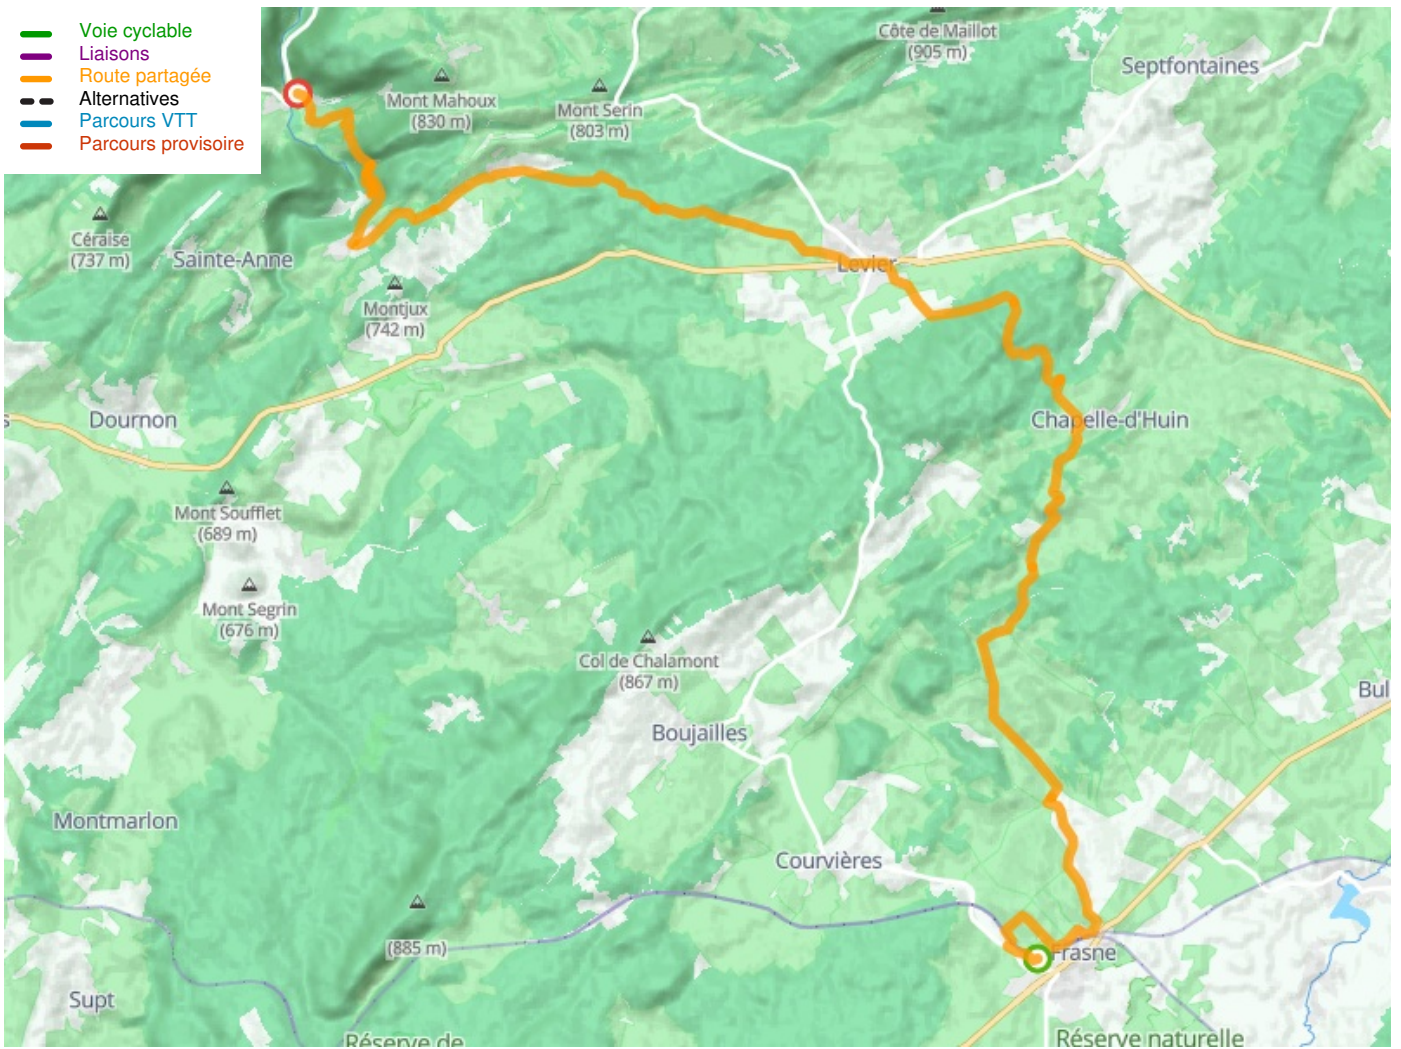 Voie cyclable
Liaisons
Route partagée
Alternatives
Parcours VTT
Parcours provisoire
Côte de Maillot
(905 m)
Septfontaines
Mont Mahoux
(830 m)
Mont Serin
(803 m)
Céraise
(737 m)
Sainte-Anne
Levier
Montjux
(742 m)
s
Dournon
Chapelle-d'Huin
Mont Soufflet
(689 m)
Mont Segrin
(676 m)
Col de Chalamont
(867 m)
Bul
Boujailles
Montmarlon
Courvières
(885 m)
Frasne
Supt
Réserve de
Réserve naturelle